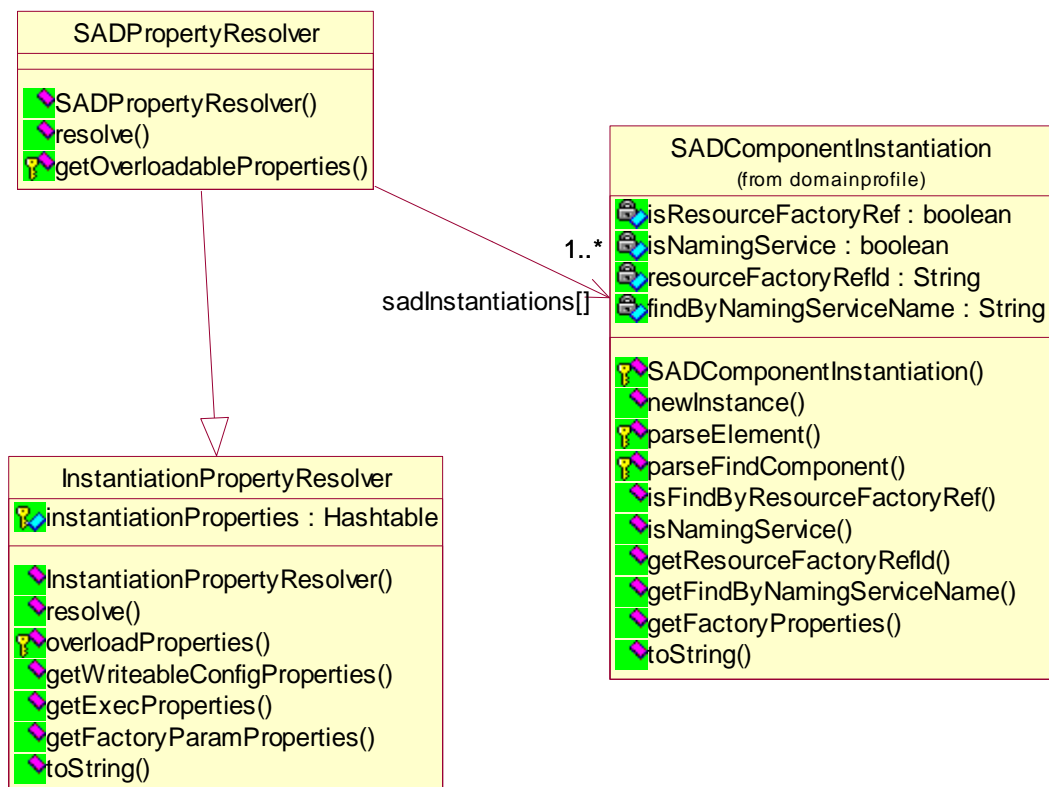 SADPropertyResolver
SADPropertyResolver()
resolve()
getOverloadableProperties()
SADComponentInstantiation
(from domainprofile)
isResourceFactoryRef : boolean
isNamingService : boolean
resourceFactoryRefId : String
findByNamingServiceName : String
SADComponentInstantiation()
newInstance()
parseElement()
parseFindComponent()
isFindByResourceFactoryRef()
isNamingService()
getResourceFactoryRefId()
getFindByNamingServiceName()
getFactoryProperties()
toString()
1..*
sadInstantiations[]
InstantiationPropertyResolver
instantiationProperties : Hashtable
InstantiationPropertyResolver()
resolve()
overloadProperties()
getWriteableConfigProperties()
getExecProperties()
getFactoryParamProperties()
toString()